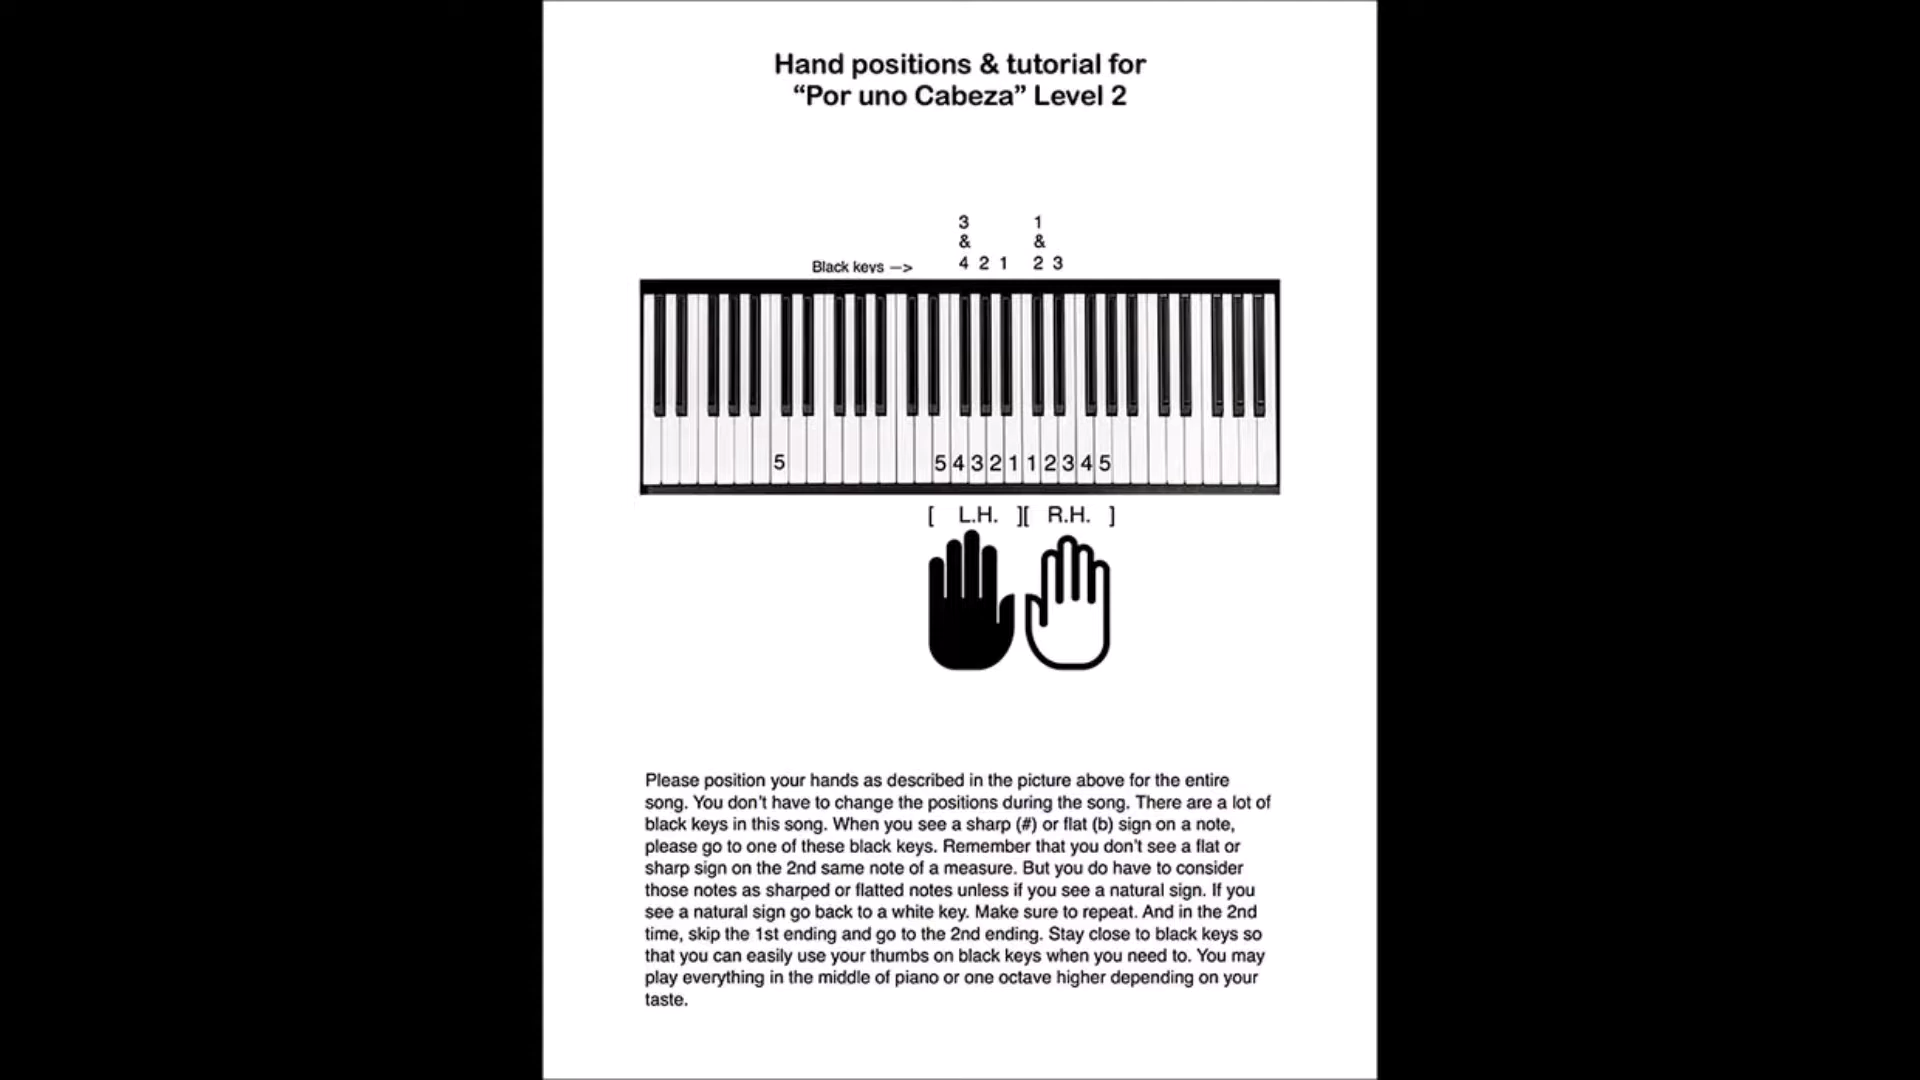 Hand positions & tutorial for
“Por uno Cabeza” Level 2
3 1
& &
Black keys —> 4 2 1 2 3
5 5 4 3 2 1 1 2 3 4 5
[ L.H. ][ R.H. ]
Please position your hands as described in the picture above for the entire
song. You don’t have to change the positions during the song. There are a lot of
black keys in this song. When you see a sharp (#) or flat (b) sign on a note,
please go to one of these black keys. Remember that you don’t see a flat or
sharp sign on the 2nd same note of a measure. But you do have to consider
those notes as sharped or flatted notes unless if you see a natural sign. If you
see a natural sign go back to a white key. Make sure to repeat. And in the 2nd
time, skip the 1st ending and go to the 2nd ending. Stay close to black keys so
that you can easily use your thumbs on black keys when you need to. You may
play everything in the middle of piano or one octave higher depending on your
taste.